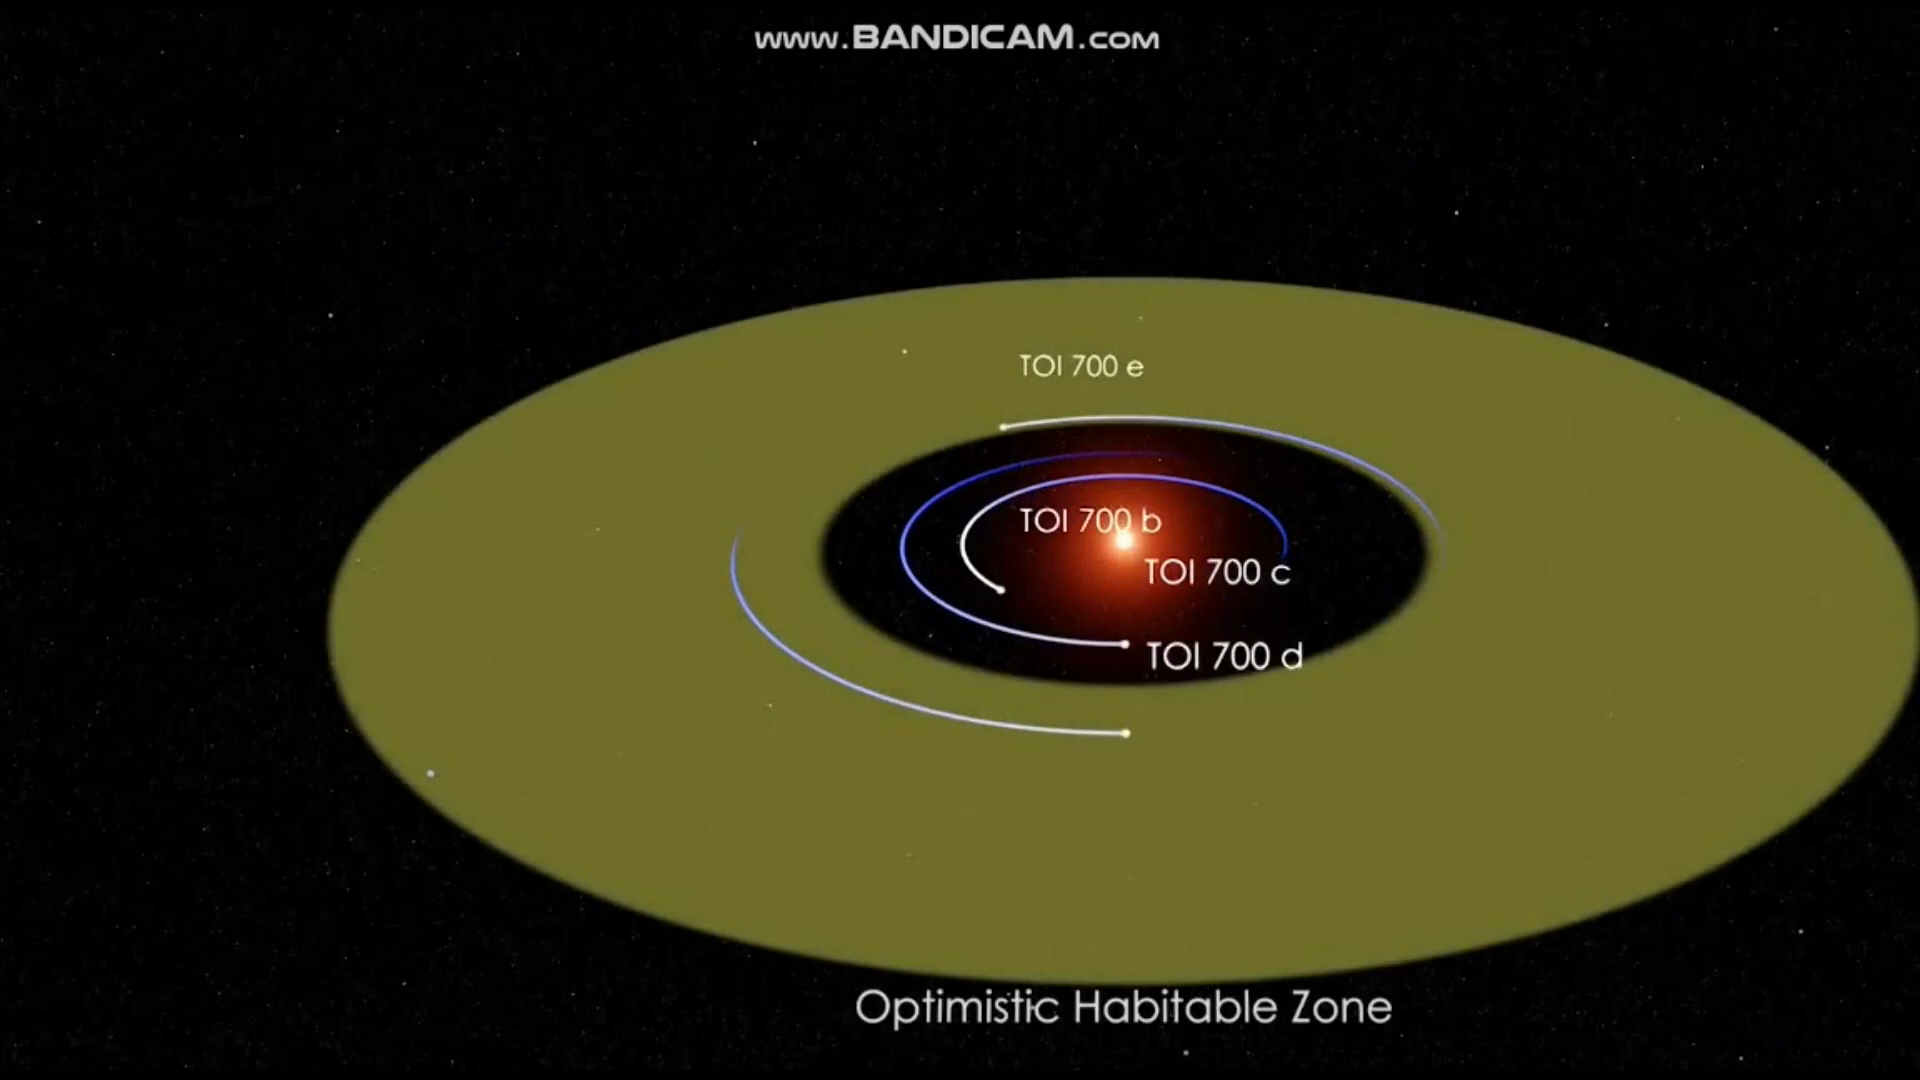 www.BANDICAM.com
TOI 700 e
TOI 700 b
TOI 700 c
TOI 700 d
Optimistic Habitable Zone